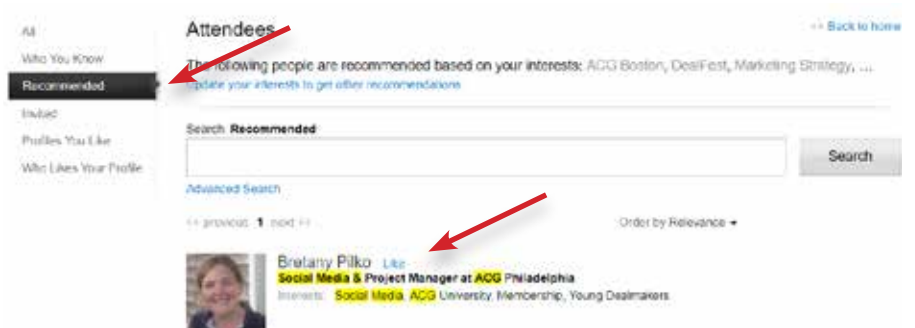 All
Who You Know
Recommended
Invited
Profiles You Like
Who Likes Your Profile
Attendees
<< Back to home
The following people are recommended based on your interests: ACG Boston, DealFest, Marketing Strategy, ...
Update your interests to get other recommendations
Search Recommended
Search
Advanced Search
<< previous 1 next >>
Order by Relevance
Bretany Pilko Like
Social Media & Project Manager at ACG Philadelphia
Interests: Social Media, ACG University, Membership, Young Dealmakers